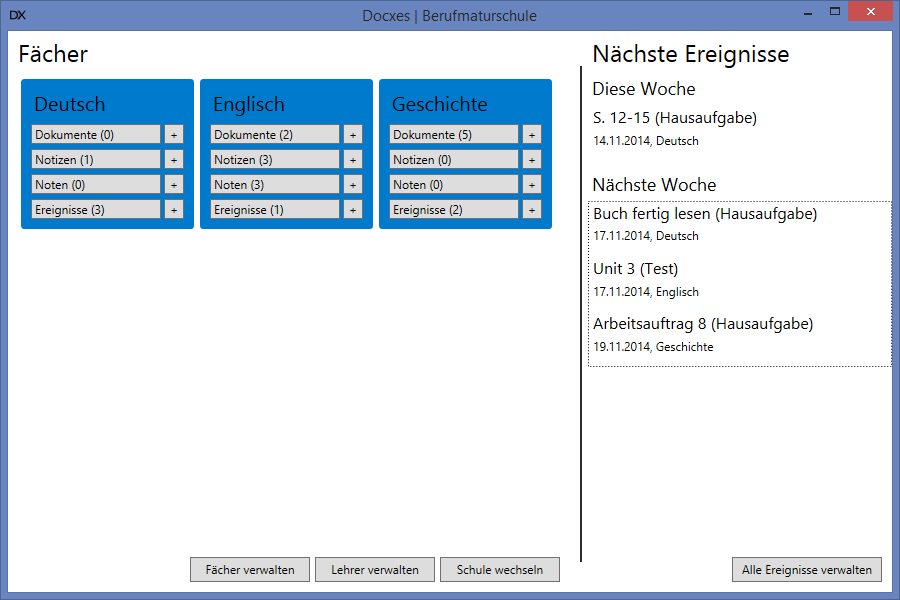 DX
Docxes | Berufmaturschule
Fächer
Deutsch
Dokumente (0) +
Notizen (1) +
Noten (0) +
Ereignisse (3) +
Englisch
Dokumente (2) +
Notizen (3) +
Noten (3) +
Ereignisse (1) +
Geschichte
Dokumente (5) +
Notizen (0) +
Noten (0) +
Ereignisse (2) +
Fächer verwalten
Lehrer verwalten
Schule wechseln
Nächste Ereignisse
Diese Woche
S. 12-15 (Hausaufgabe)
14.11.2014, Deutsch
Nächste Woche
Buch fertig lesen (Hausaufgabe)
17.11.2014, Deutsch
Unit 3 (Test)
17.11.2014, Englisch
Arbeitsauftrag 8 (Hausaufgabe)
19.11.2014, Geschichte
Alle Ereignisse verwalten